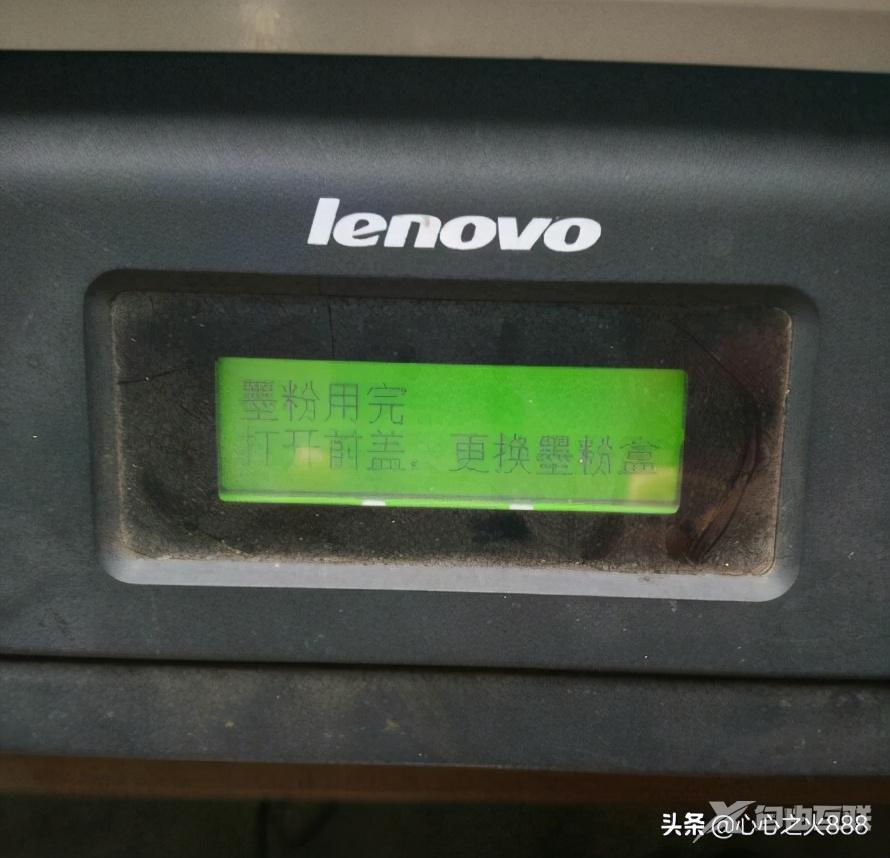 lenovo
墨粉用完
打开前盖。更换墨粉盒
头条 @心心之火888